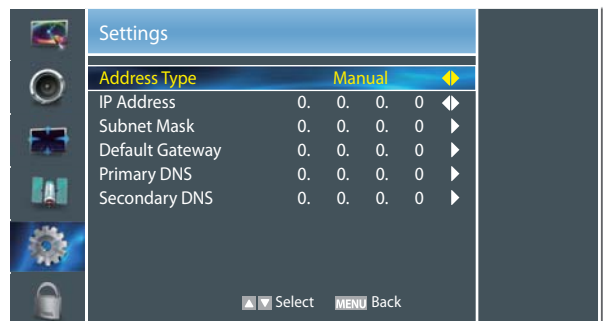 Settings
Address Type Manual
IP Address 0. 0. 0. 0
Subnet Mask 0. 0. 0. 0
Default Gateway 0. 0. 0. 0
Primary DNS 0. 0. 0. 0
Secondary DNS 0. 0. 0. 0
Select MENU Back